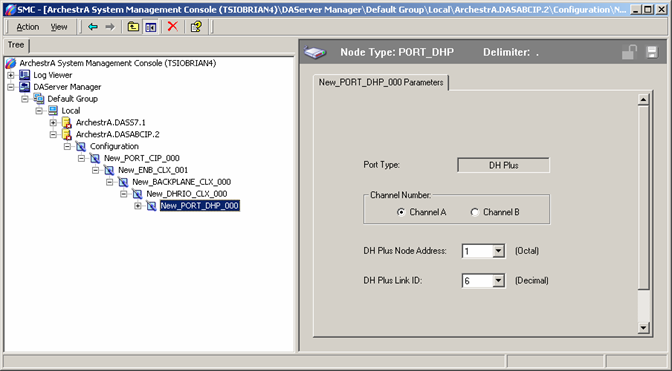 SMC - [ArchestrA System Management Console (TSIOBRIAN4)\DAServer Manager\Default Group\Local\ArchestrA.DASABCIP.2\Configuration\N...
Action View
Tree
ArchestrA System Management Console (TSIOBRIAN4)
Log Viewer
DAServer Manager
Default Group
Local
ArchestrA.DASS7.1
ArchestrA.DASABCIP.2
Configuration
New_PORT_CIP_000
New_ENB_CLX_001
New_BACKPLANE_CLX_000
New_DHRIO_CLX_000
New_PORT_DHP_000
Node Type: PORT_DHP Delimiter: .
New_PORT_DHP_000 Parameters
Port Type: DH Plus
Channel Number:
Channel A Channel B
DH Plus Node Address: 1 (Octal)
DH Plus Link ID: 6 (Decimal)